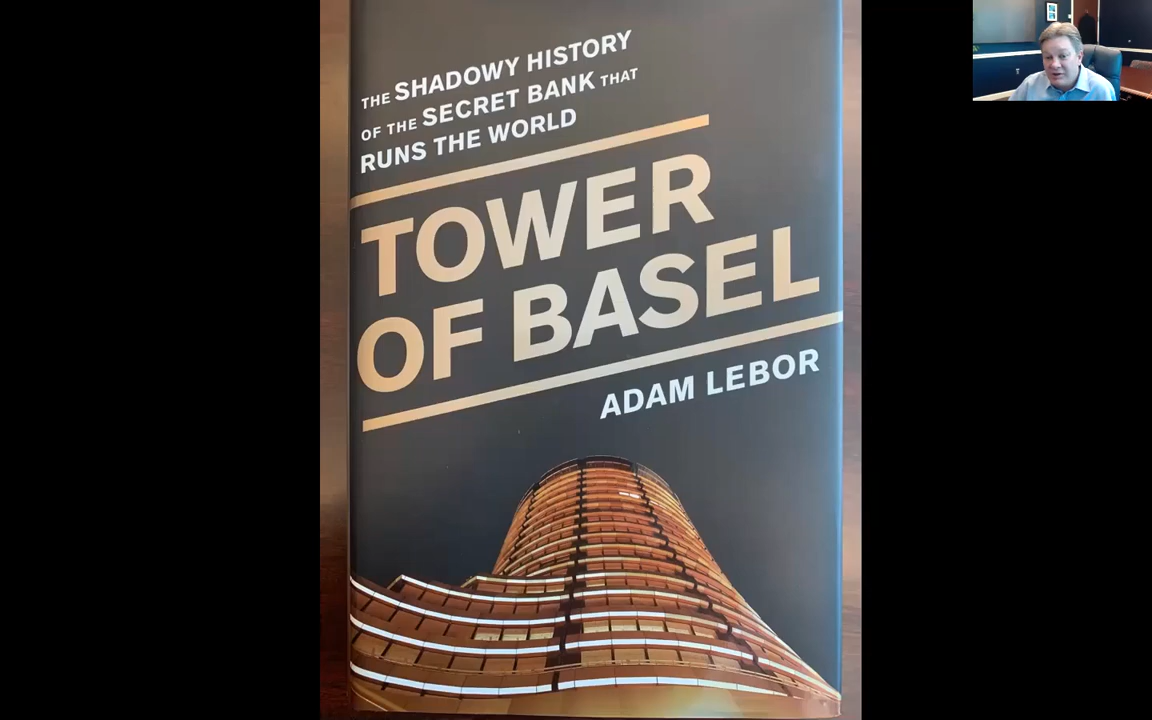 THE SHADOWY HISTORY
OF THE SECRET BANK THAT
RUNS THE WORLD
TOWER
OF BASEL
ADAM LEBOR